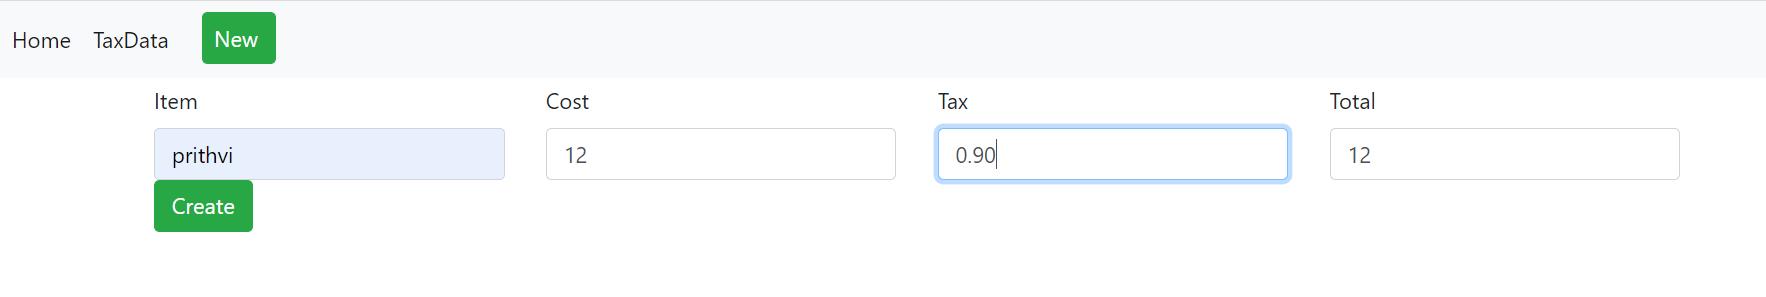 Home TaxData New
Item Cost Tax Total
prithvi 12 0.90 12
Create